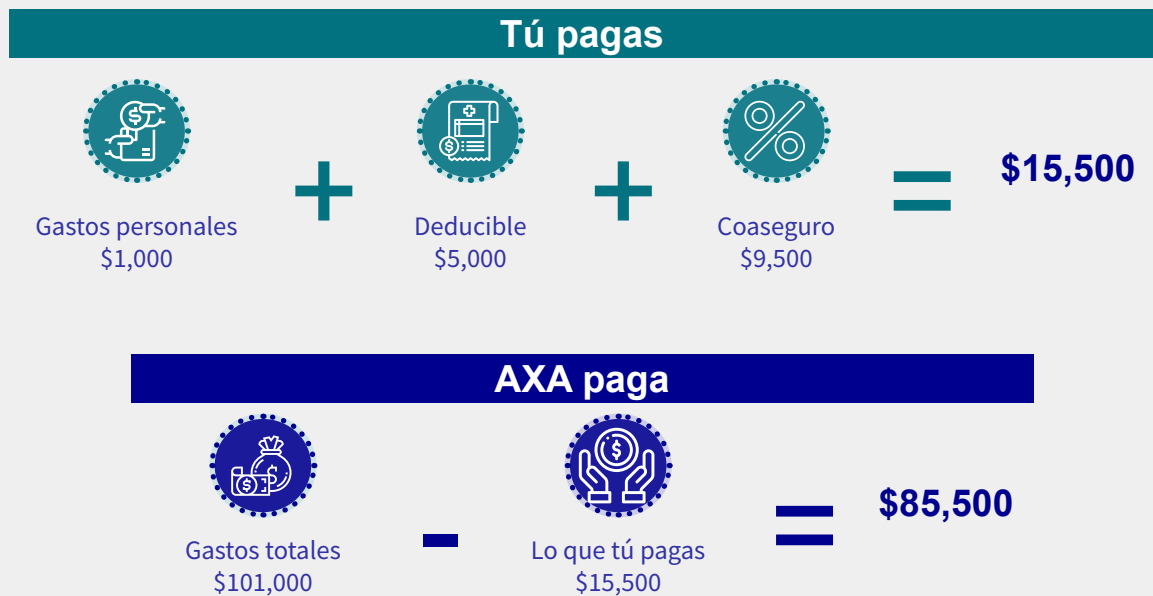 Tú pagas
Gastos personales
$1,000
+
Deducible
$5,000
+
Coaseguro
$9,500
=
$15,500
AXA paga
Gastos totales
$101,000
-
Lo que tú pagas
$15,500
=
$85,500